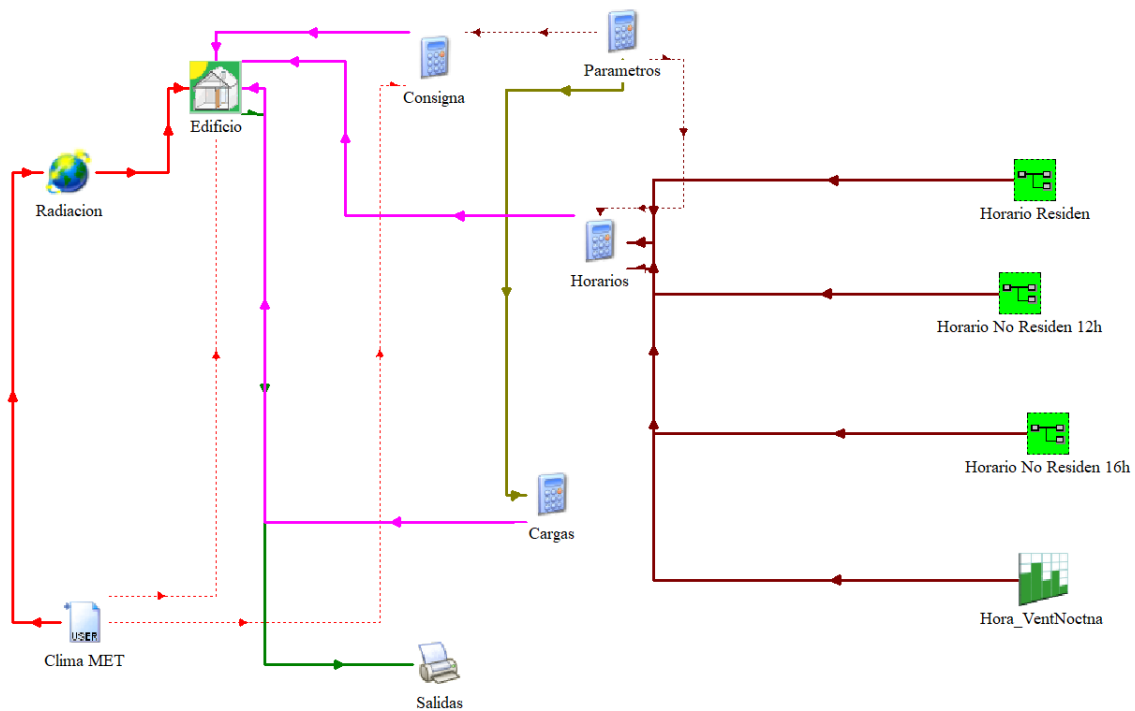 Parametros
Consigna
Edificio
Radiacion
Horario Residen
Horarios
Horario No Residen 12h
Horario No Residen 16h
Cargas
Hora_VentNoctna
USER
Clima MET
Salidas